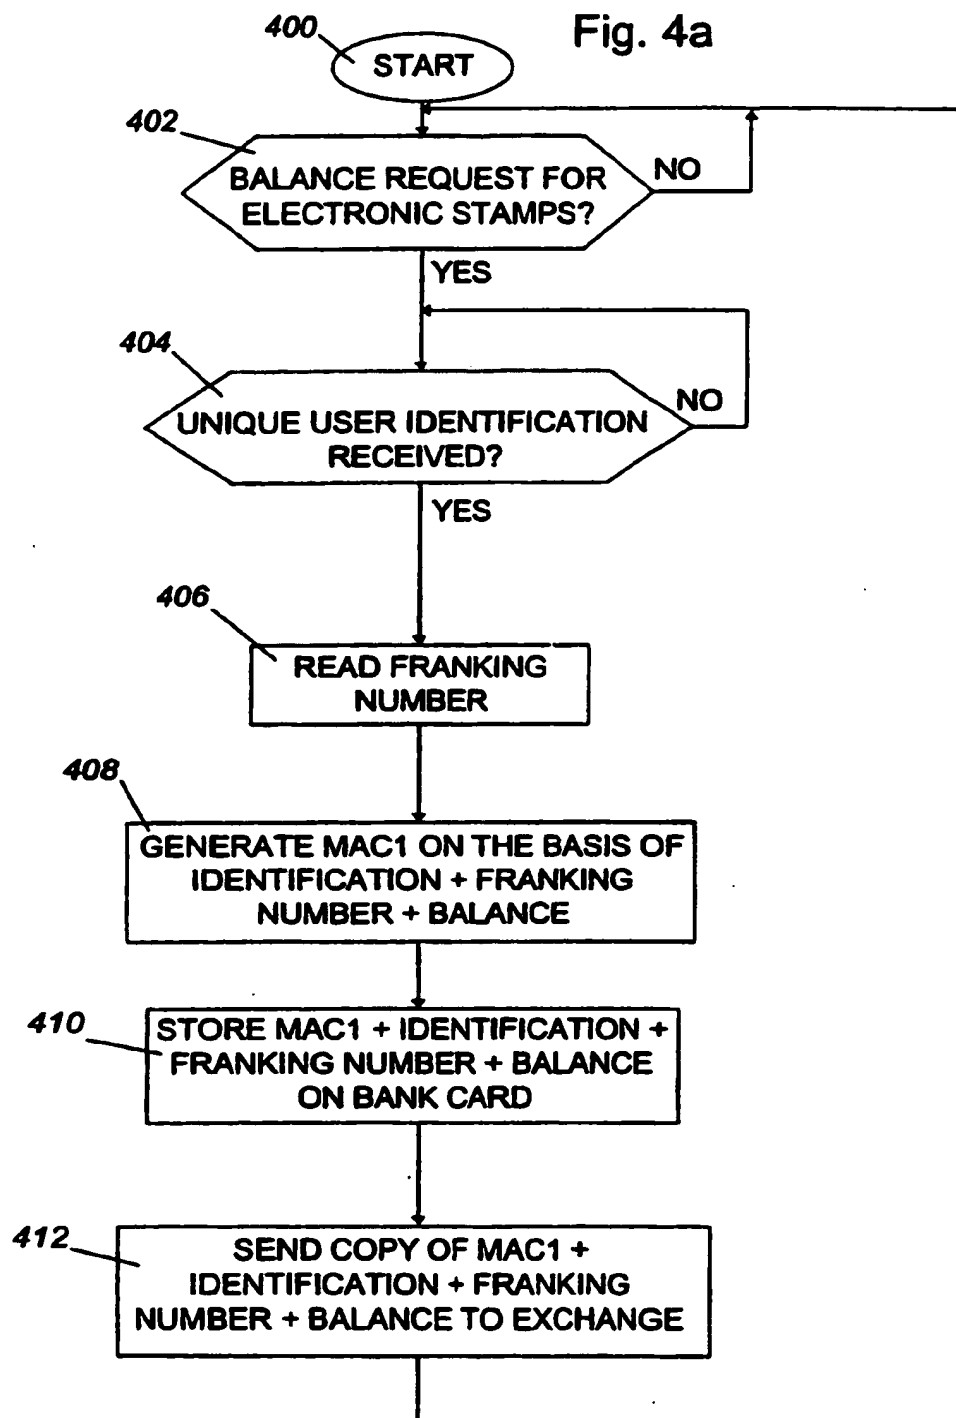 Fig. 4a
400
START
402
BALANCE REQUEST FOR
ELECTRONIC STAMPS?
NO
YES
404
UNIQUE USER IDENTIFICATION
RECEIVED?
NO
YES
406
READ FRANKING
NUMBER
408
GENERATE MAC1 ON THE BASIS OF
IDENTIFICATION + FRANKING
NUMBER + BALANCE
410
STORE MAC1 + IDENTIFICATION +
FRANKING NUMBER + BALANCE
ON BANK CARD
412
SEND COPY OF MAC1 +
IDENTIFICATION + FRANKING
NUMBER + BALANCE TO EXCHANGE